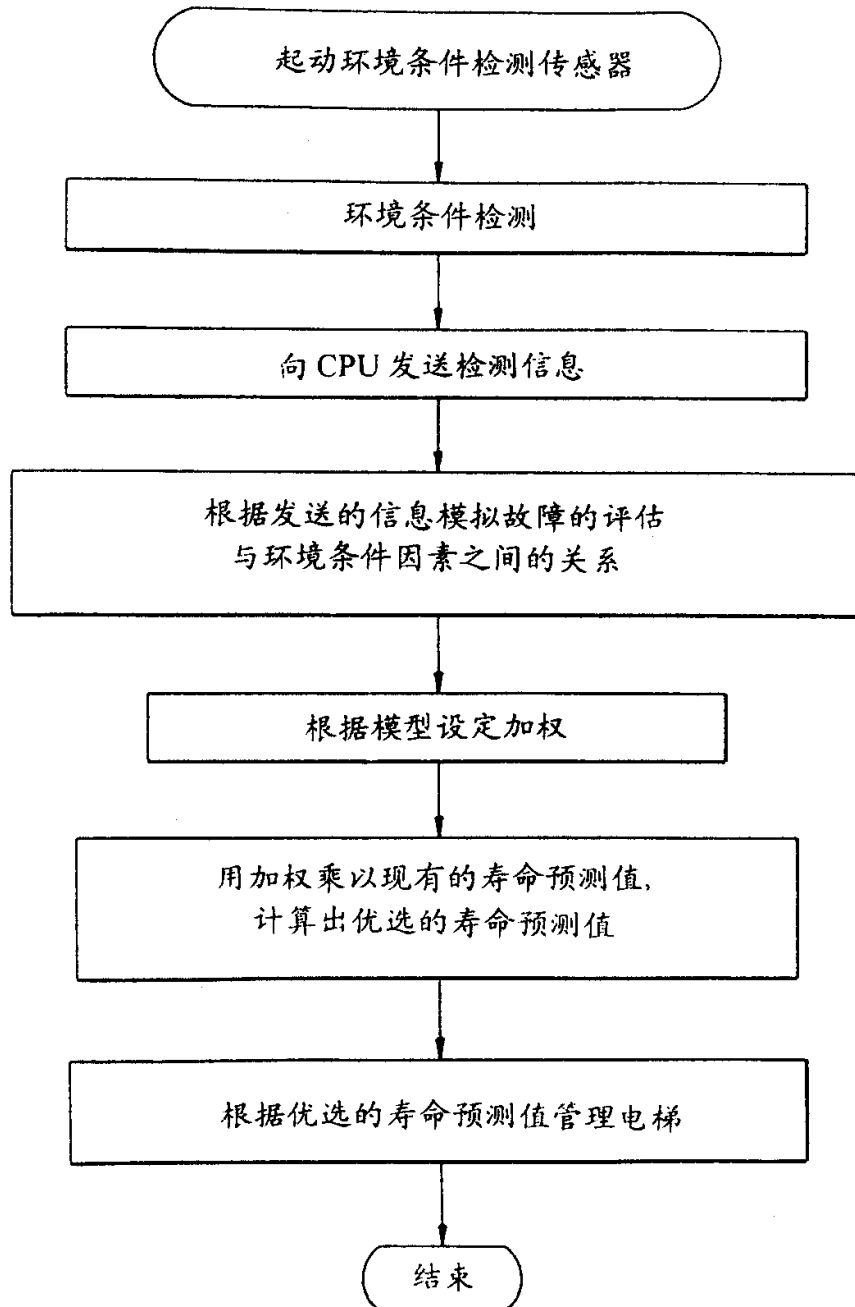 起动环境条件检测传感器
环境条件检测
向 CPU 发送检测信息
根据发送的信息模拟故障的评估
与环境条件因素之间的关系
根据模型设定加权
用加权乘以现有的寿命预测值,
计算出优选的寿命预测值
根据优选的寿命预测值管理电梯
结束